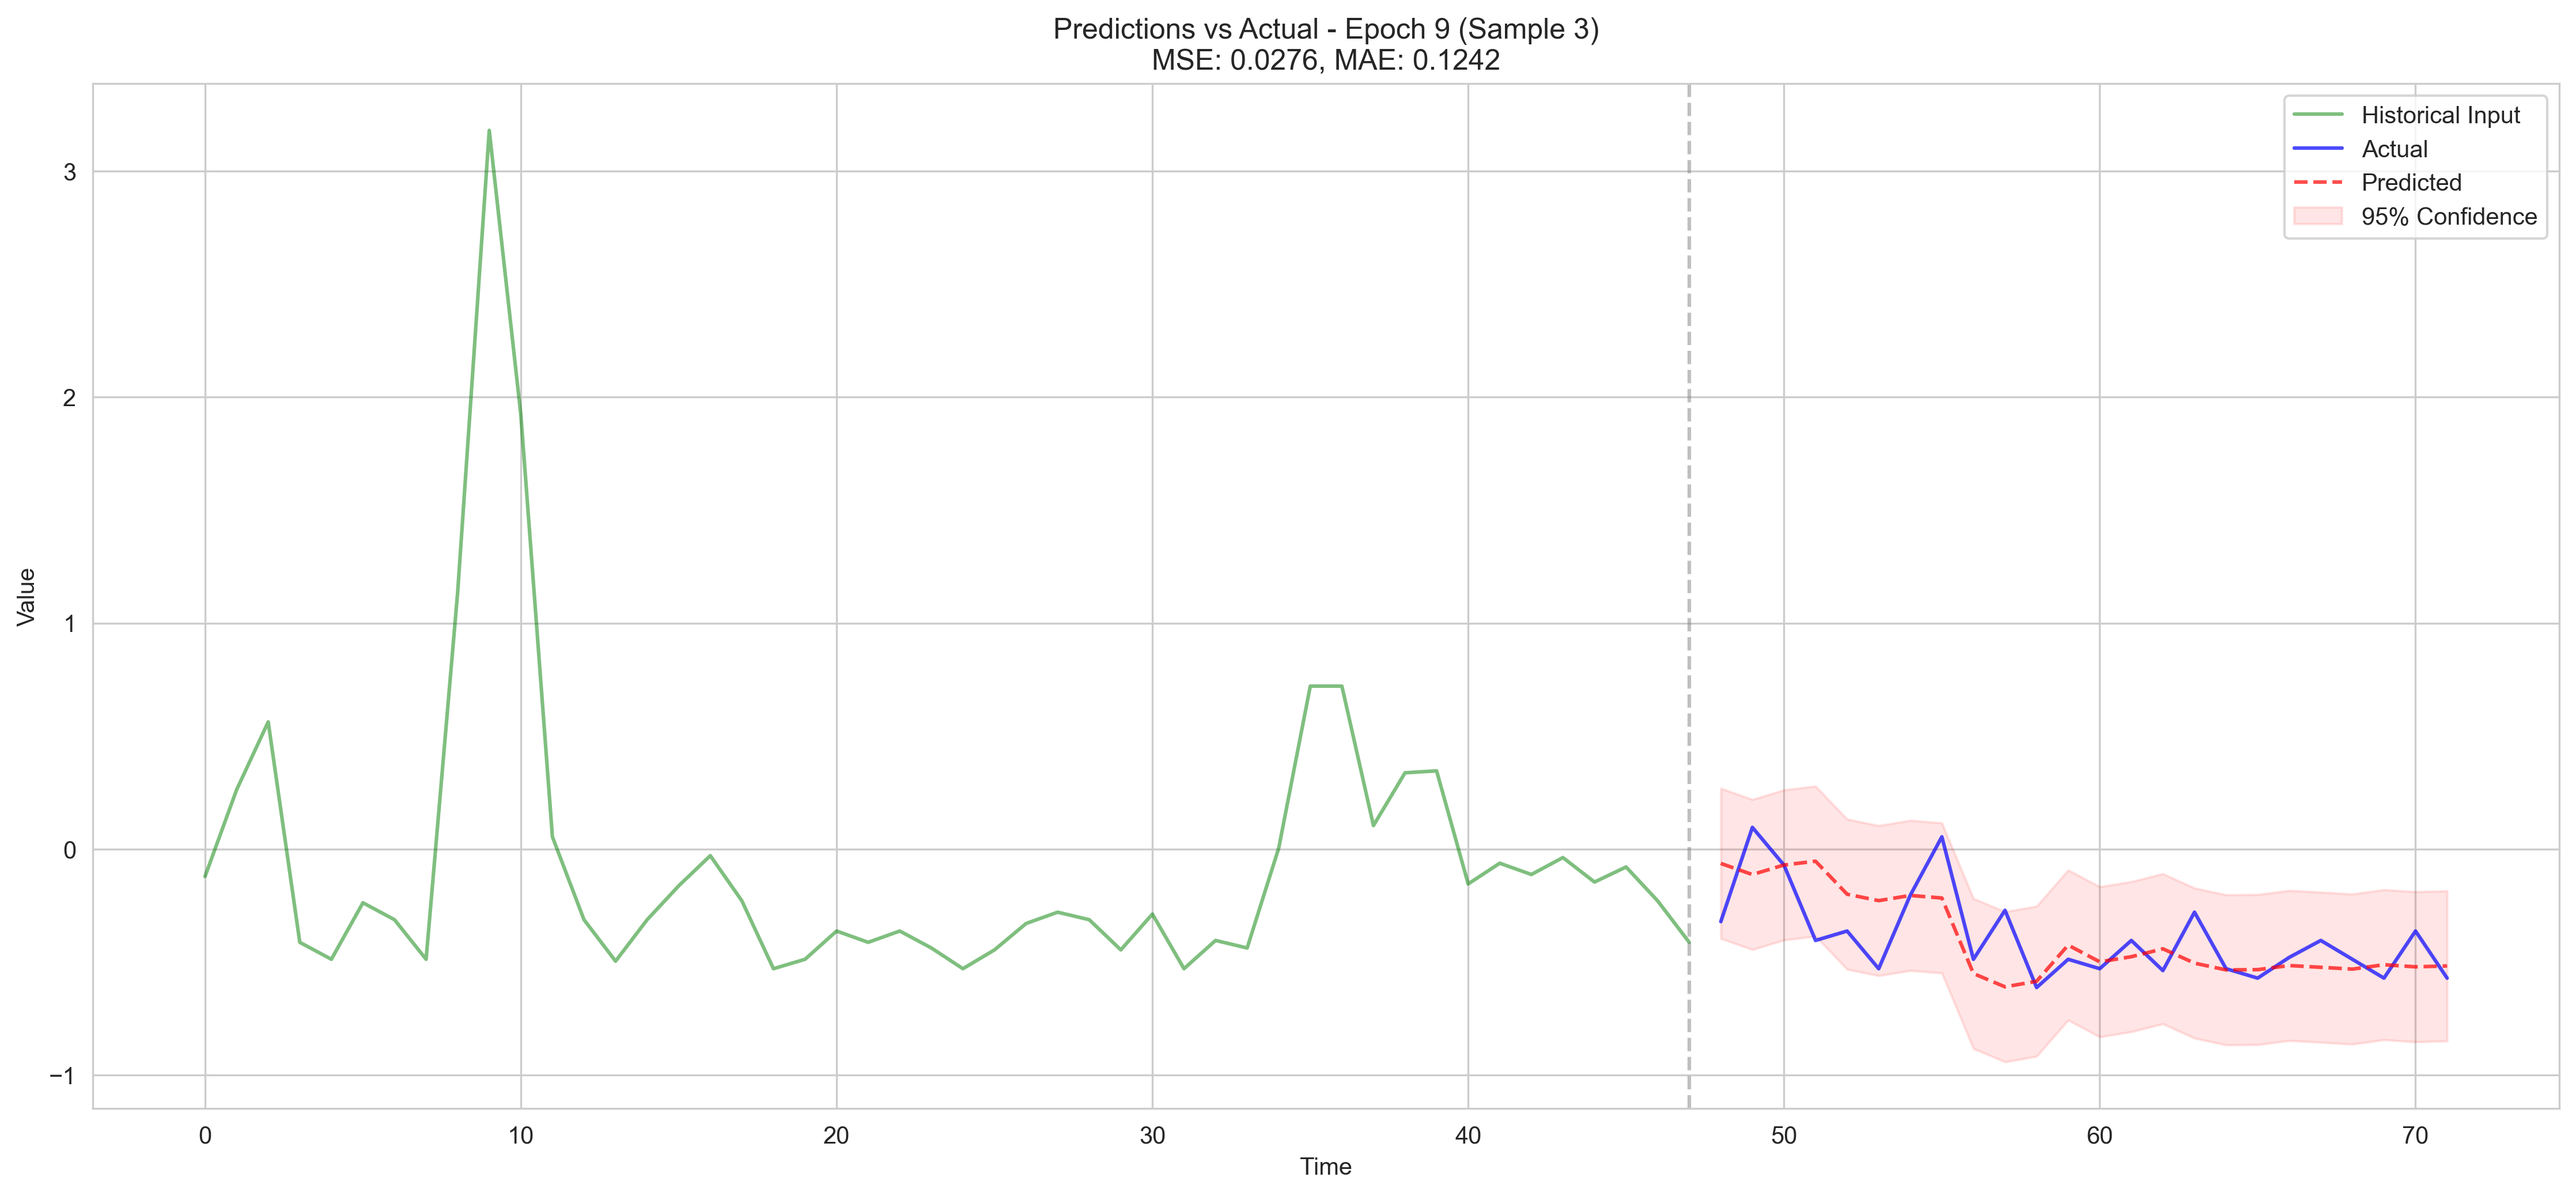 Predictions vs Actual - Epoch 9 (Sample 3)
MSE: 0.0276, MAE: 0.1242
Historical Input
Actual
Predicted
95% Confidence
Value
3
2
1
0
−1
0
10
20
30
40
50
60
70
Time